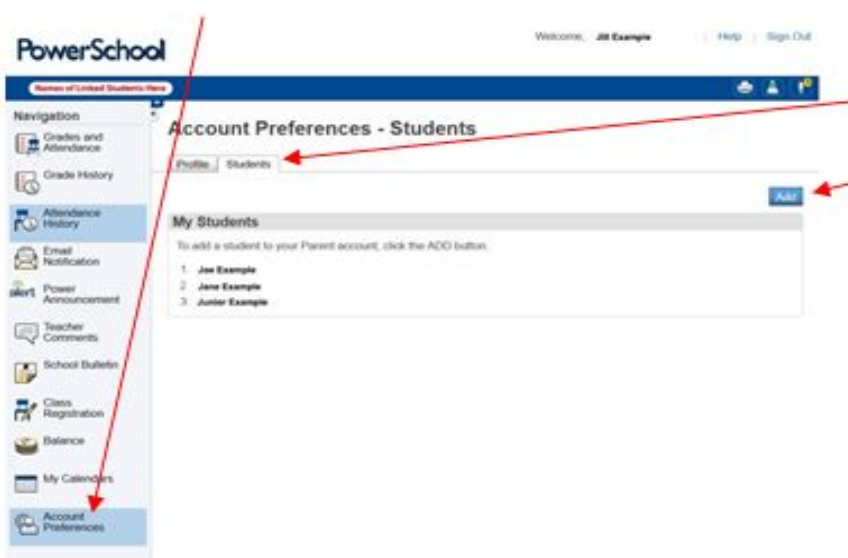 PowerSchool
Welcome, Jill Example | Help | Sign Out
Names of Linked Students Here
Navigation
Grades and
Attendance
Grade History
Attendance
History
Email
Notification
alert Power
Announcement
Teacher
Comments
School Bulletin
Class
Registration
Balance
My Calendars
Account
Preferences
Account Preferences - Students
Profile Students
Add
My Students
To add a student to your Parent account, click the ADD button.
1. Joe Example
2. Jane Example
3. Junior Example